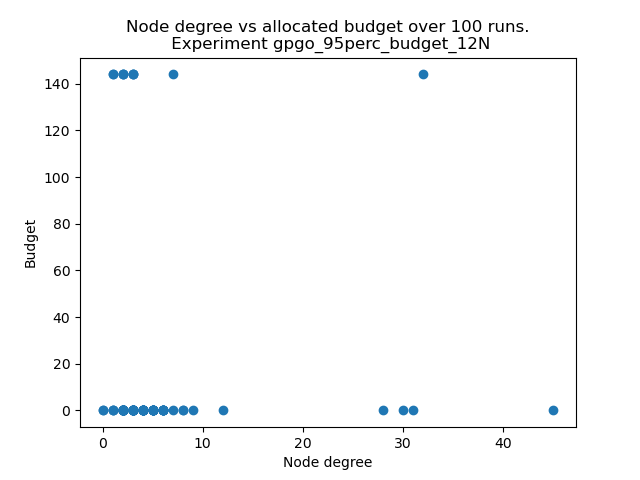 Node degree vs allocated budget over 100 runs.
Experiment gpgo_95perc_budget_12N
140
120
100
80
60
40
20
0
Budget
0 10 20 30 40
Node degree